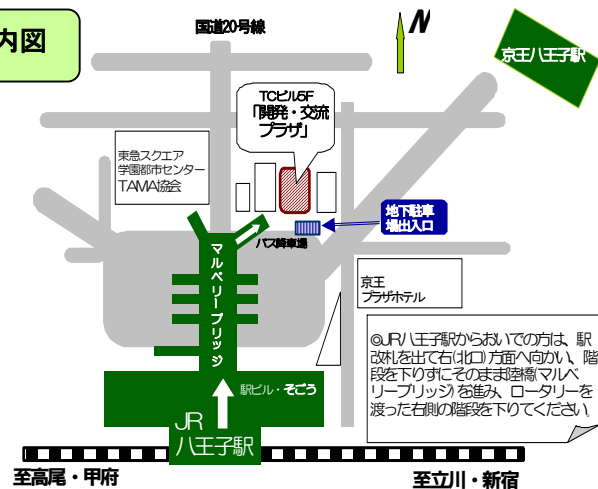 内図
国道20号線
N
京王八王子駅
TCビル5F
「開発・交流
プラザ」
東急スクエア
学園都市センター
TAMA協会
地下駐車
場出入口
バス降車場
マルベリーブリッジ
京王
プラザホテル
◎JR八王子駅からおいでの方は、駅
改札を出て右(北口)方面へ向かい、階
段を下りずにそのまま陸橋(マルベ
リーブリッジ)を進み、ロータリーを
渡った右側の階段を下りてください。
駅ビル・そごう
JR
八王子駅
至高尾・甲府
至立川・新宿